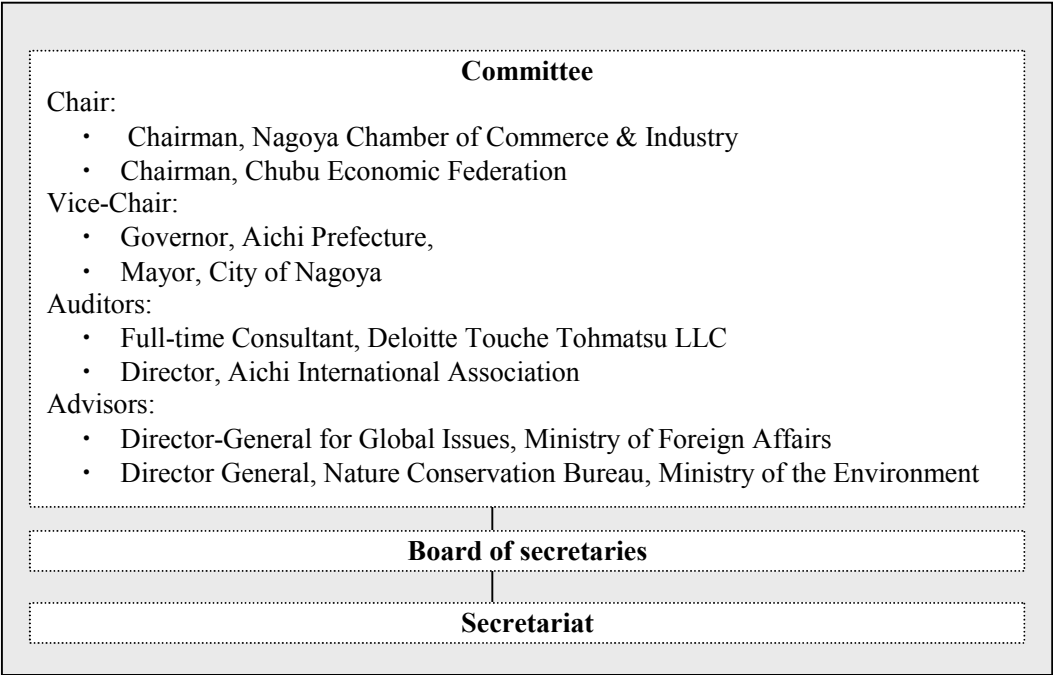 Committee
Chair:
・ Chairman, Nagoya Chamber of Commerce & Industry
・ Chairman, Chubu Economic Federation
Vice-Chair:
・ Governor, Aichi Prefecture,
・ Mayor, City of Nagoya
Auditors:
・ Full-time Consultant, Deloitte Touche Tohmatsu LLC
・ Director, Aichi International Association
Advisors:
・ Director-General for Global Issues, Ministry of Foreign Affairs
・ Director General, Nature Conservation Bureau, Ministry of the Environment
Board of secretaries
Secretariat